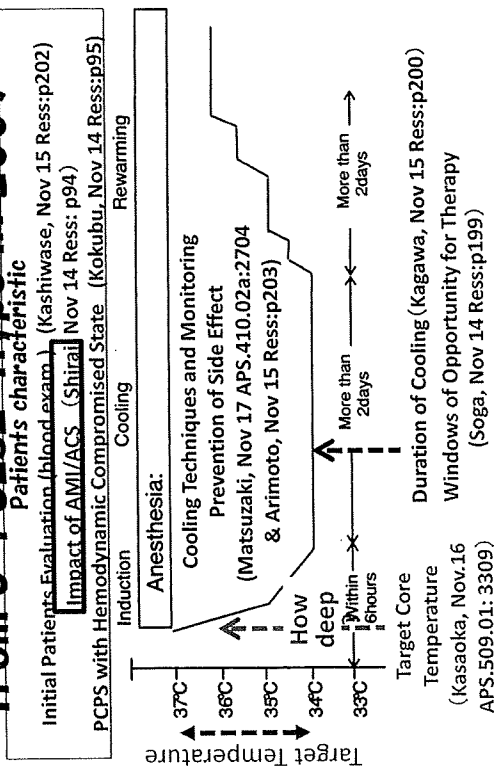 Patients characteristic
Initial Patients Evaluation (blood exam) (Kashiwase, Nov 15 Ress:p202)
Impact of AMI/ACS (Shirai, Nov 14 Ress: p94)
PCPS with Hemodynamic Compromised State (Kokubu, Nov 14 Ress:p95)
Induction Cooling Rewarming
Anesthesia:
Cooling Techniques and Monitoring
Prevention of Side Effect
(Matsuzaki, Nov 17 APS.410.02a:2704
& Arimoto, Nov 15 Ress:p203)
Target Temperature
37℃
36℃
35℃
34℃
33℃
How
deep
Within
6hours
More than
2days
More than
2days
Target Core
Temperature
(Kasaoka, Nov.16
APS.509.01: 3309)
Duration of Cooling (Kagawa, Nov 15 Ress:p200)
Windows of Opportunity for Therapy
(Soga, Nov 14 Ress:p199)